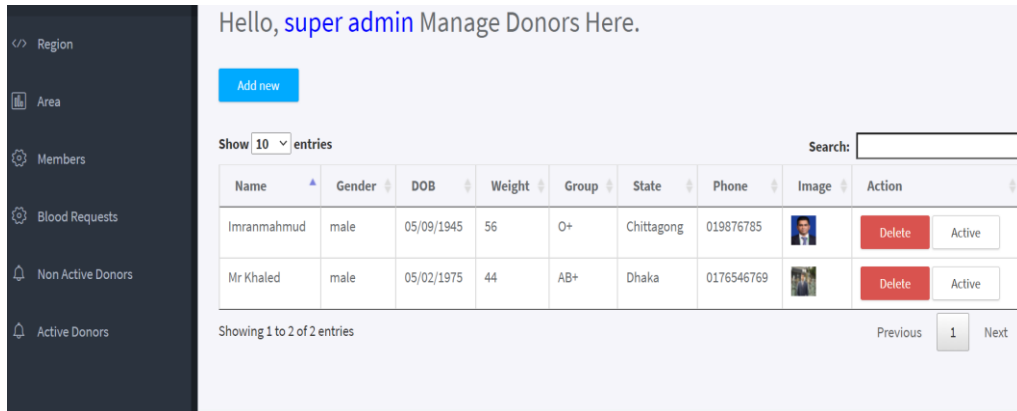 Region
Area
Members
Blood Requests
Non Active Donors
Active Donors
Hello, super admin Manage Donors Here.
Add new
Show 10 entries
Search:
Name Gender DOB Weight Group State Phone Image Action
Imranmahmud male 05/09/1945 56 O+ Chittagong 019876785 Delete Active
Mr Khaled male 05/02/1975 44 AB+ Dhaka 0176546769 Delete Active
Showing 1 to 2 of 2 entries
Previous 1 Next